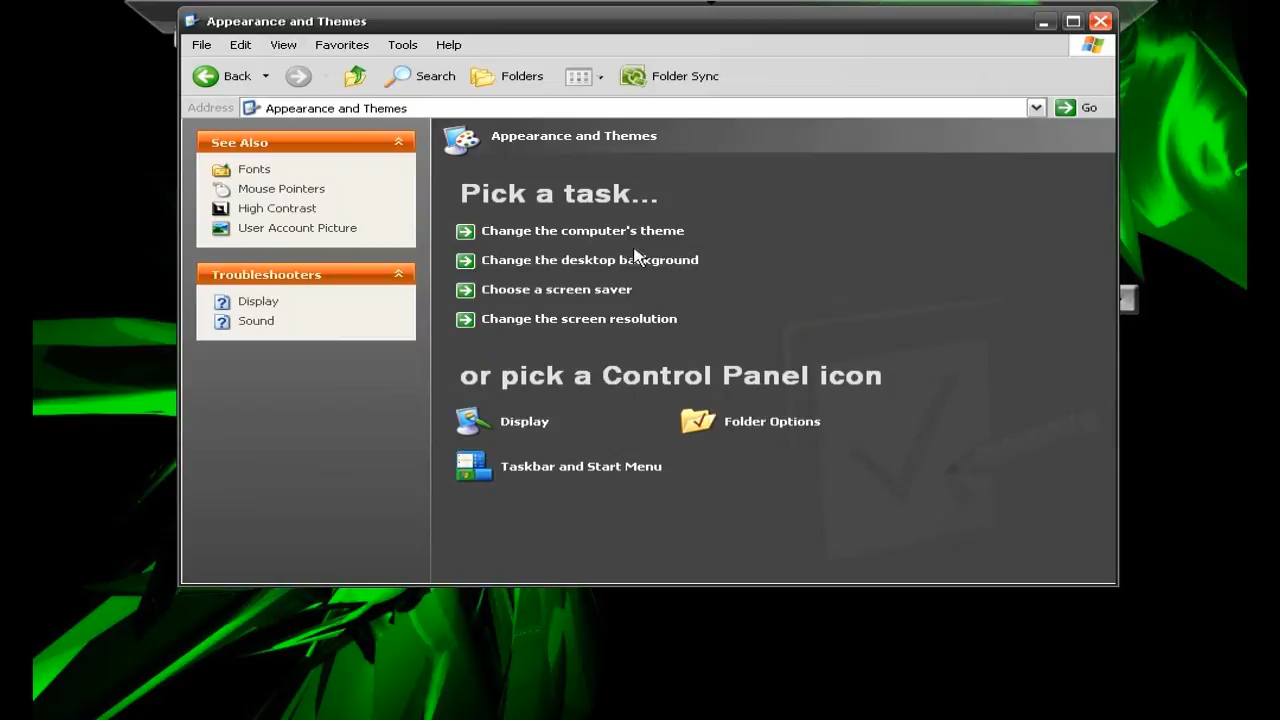 Appearance and Themes
File Edit View Favorites Tools Help
Back Search Folders Folder Sync
Address Appearance and Themes Go
See Also
Fonts
Mouse Pointers
High Contrast
User Account Picture
Troubleshooters
Display
Sound
Appearance and Themes
Pick a task...
Change the computer's theme
Change the desktop background
Choose a screen saver
Change the screen resolution
or pick a Control Panel icon
Display Folder Options
Taskbar and Start Menu